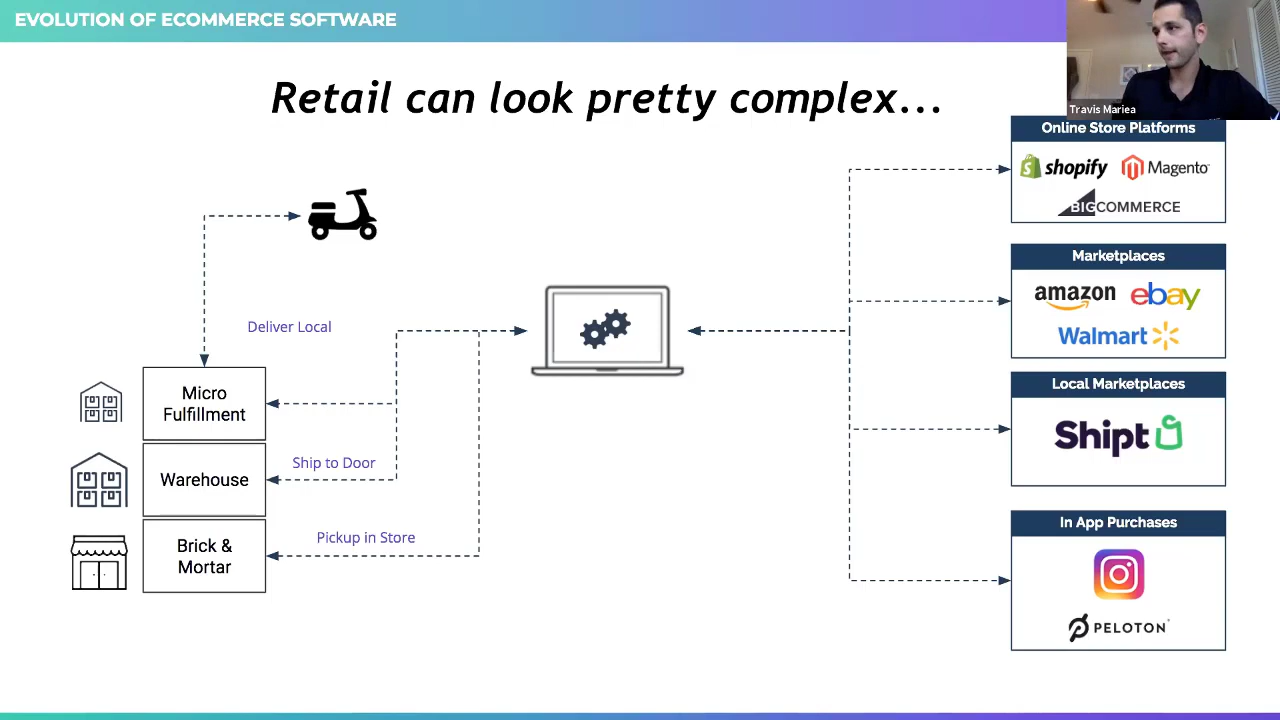 EVOLUTION OF ECOMMERCE SOFTWARE
Retail can look pretty complex...
Travis Mariea
Online Store Platforms
shopify
Magento
BIGCOMMERCE
Marketplaces
amazon
ebay
Walmart
Local Marketplaces
Shipt
In App Purchases
PELOTON
Deliver Local
Micro
Fulfillment
Ship to Door
Warehouse
Pickup in Store
Brick &
Mortar